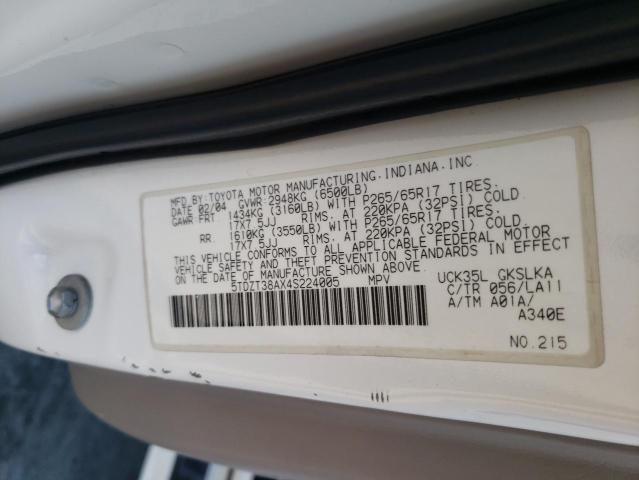 MFD.BY:TOYOTA MOTOR MANUFACTURING.INDIANA.INC
DATE 02/04 GVWR:2948KG (6500LB)
GAWR FRT 1434KG (3160LB) W P265/65R17 TIRES.
17X7.5JJ RIMS. AT 220KPA (32PSI) COLD
RR. 1610KG (3550LB) W P265/65R17 TIRES.
17X7.5JJ RIMS. AT 220KPA (32PSI) COLD
THIS VEHICLE CONFORMS TO ALL APPLICABLE FEDERAL MOTOR
VEHICLE SAFETY AND THEFT PREVENTION STANDARDS IN EFFECT
ON THE DATE OF MANUFACTURE SHOWN ABOVE.
5TDZT38AX4S224005 MPV
UCK35L GKSLKA
C/TR 056/LA11
A/TM A01A/
A340E
NO.215